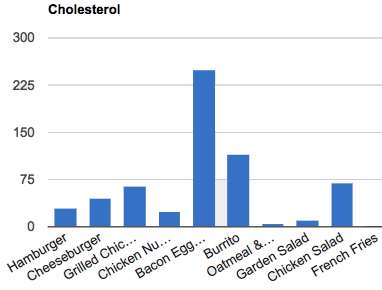 Cholesterol
300
225
150
75
0
Hamburger
Cheeseburger
Grilled Chic...
Chicken Nu...
Bacon Egg...
Burrito
Oatmeal &...
Garden Salad
Chicken Salad
French Fries